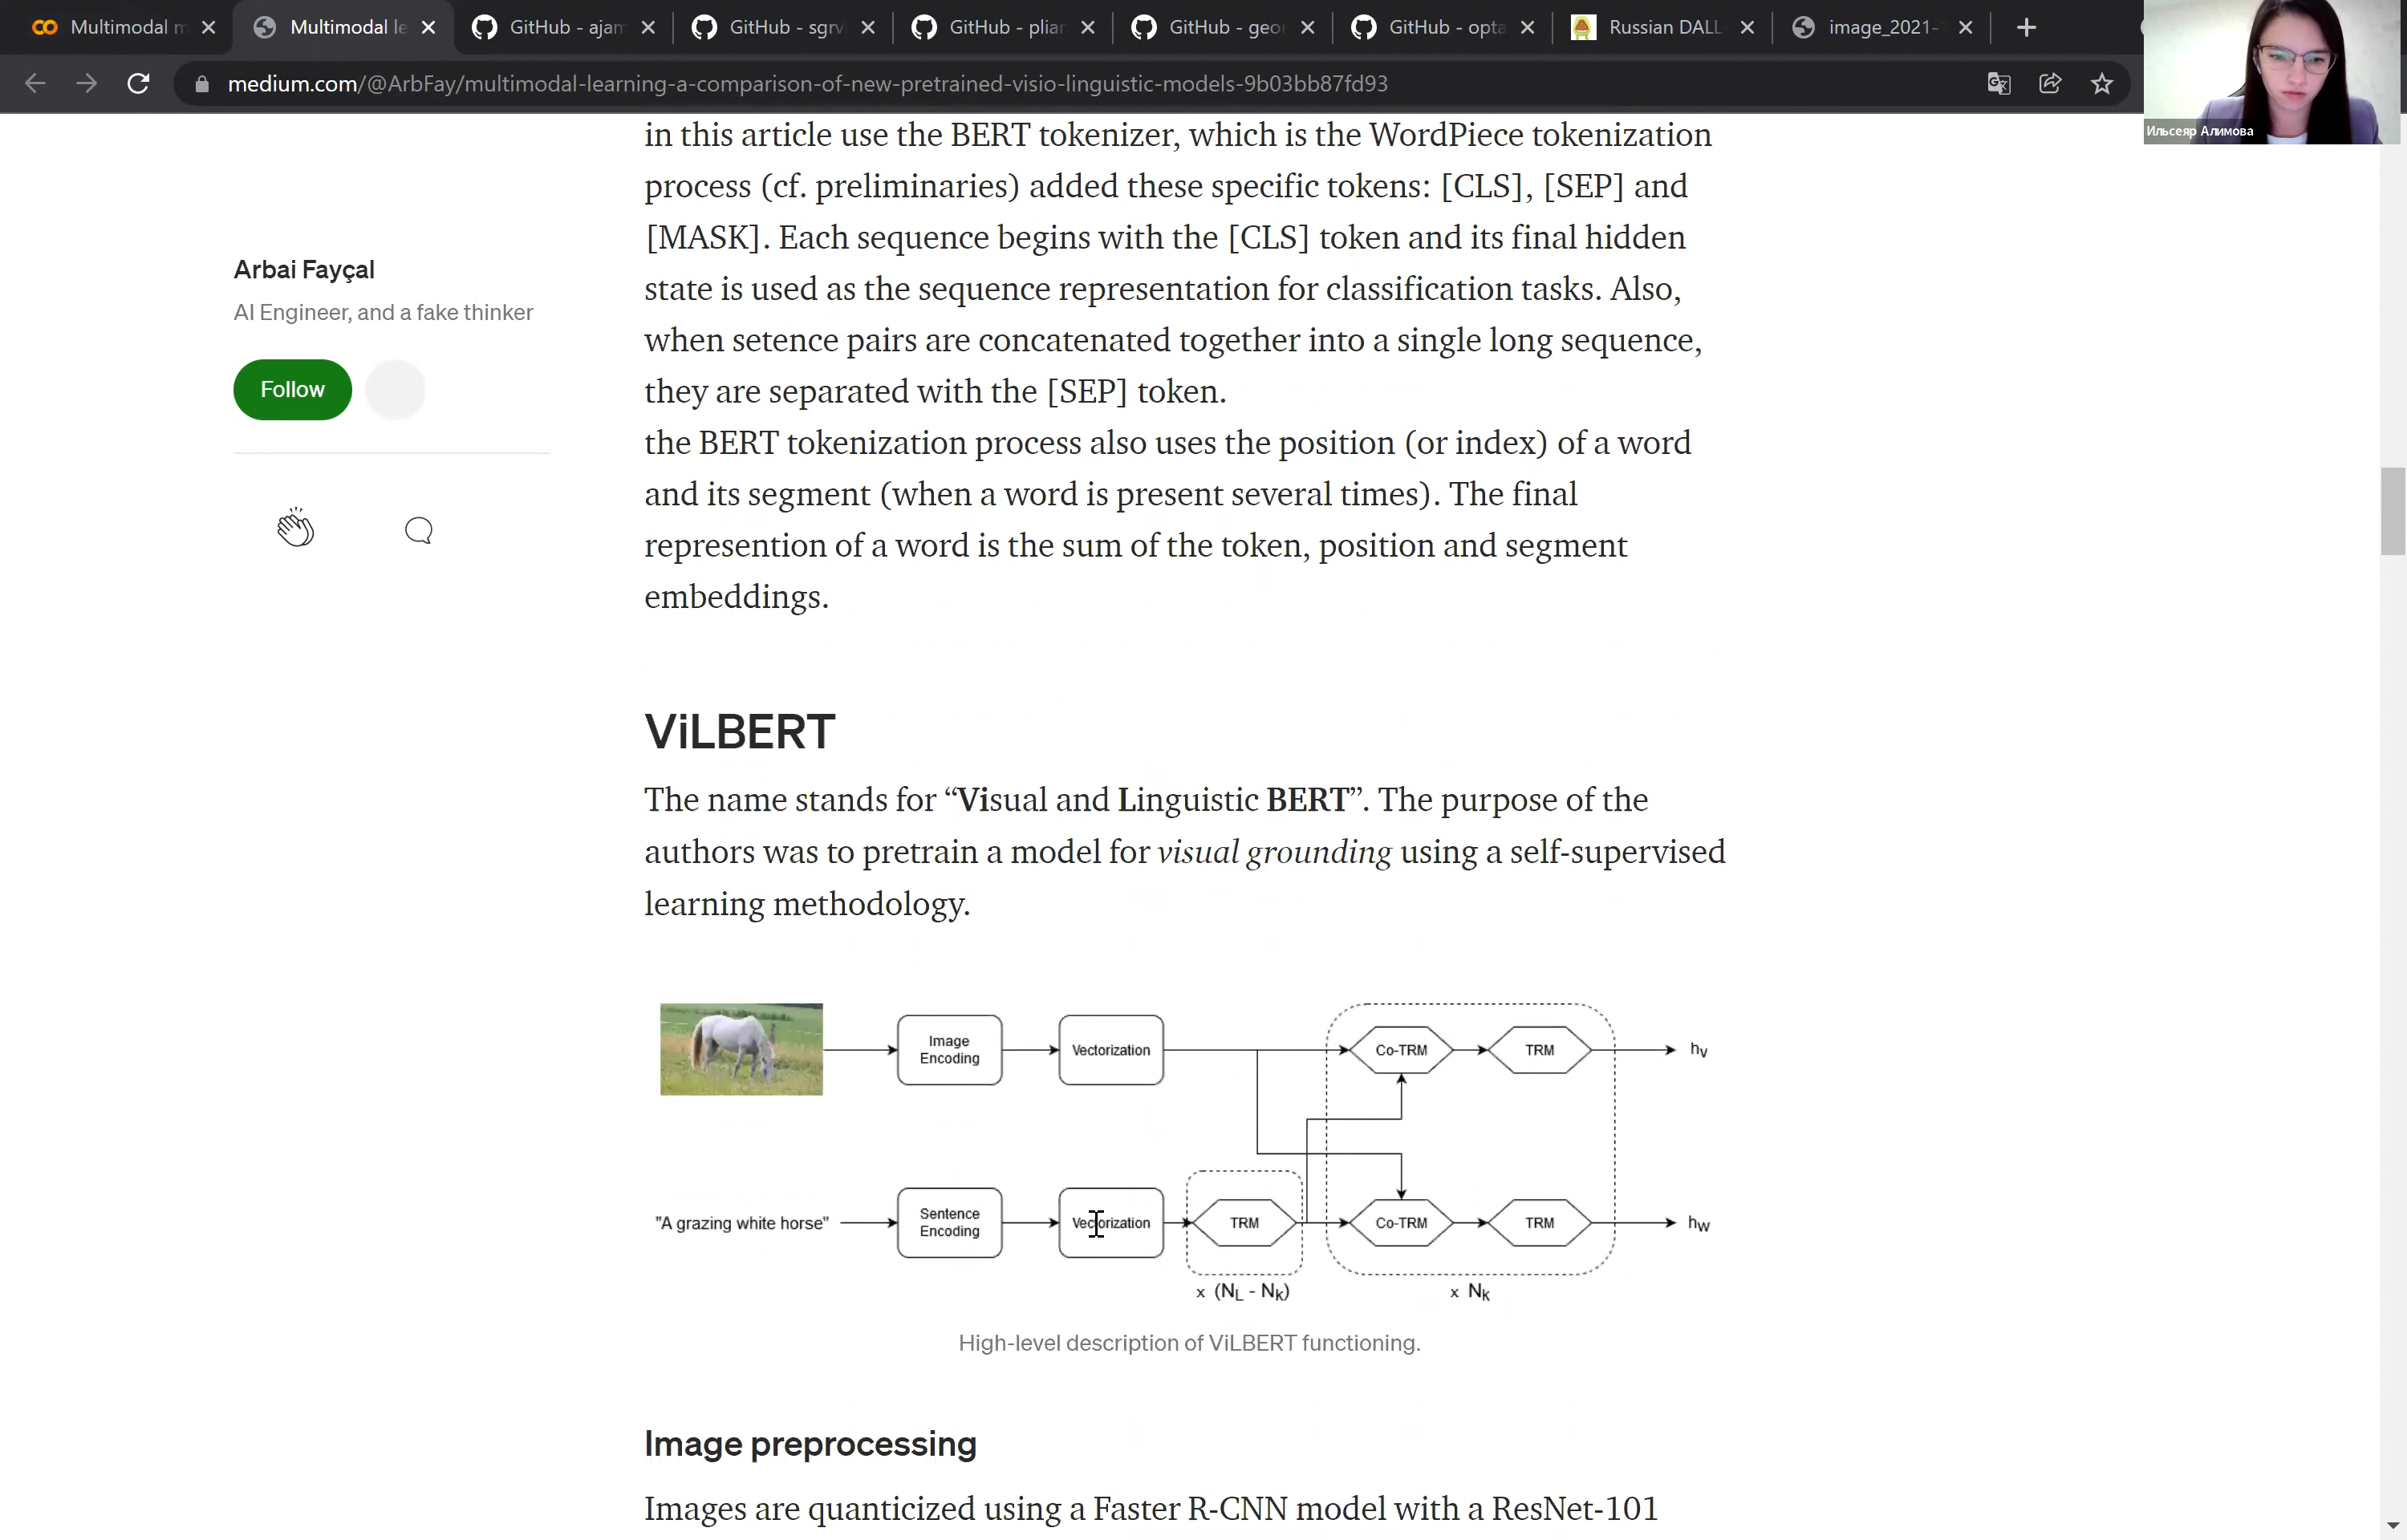 Multimodal m
Multimodal le
GitHub - ajam
GitHub - sgrvi
GitHub - plian
GitHub - geor
GitHub - opta
Russian DALL
image_2021-
medium.com/@ArbFay/multimodal-learning-a-comparison-of-new-pretrained-visio-linguistic-models-9b03bb87fd93
Ильсеяр Алимова
in this article use the BERT tokenizer, which is the WordPiece tokenization
process (cf. preliminaries) added these specific tokens: [CLS], [SEP] and
[MASK]. Each sequence begins with the [CLS] token and its final hidden
state is used as the sequence representation for classification tasks. Also,
when setence pairs are concatenated together into a single long sequence,
they are separated with the [SEP] token.
the BERT tokenization process also uses the position (or index) of a word
and its segment (when a word is present several times). The final
represention of a word is the sum of the token, position and segment
embeddings.
Arbai Fayçal
AI Engineer, and a fake thinker
Follow
ViLBERT
The name stands for “Visual and Linguistic BERT”. The purpose of the
authors was to pretrain a model for visual grounding using a self-supervised
learning methodology.
Image
Encoding
Vectorization
Co-TRM
TRM
hv
"A grazing white horse"
Sentence
Encoding
Vectorization
TRM
Co-TRM
TRM
hw
x (NL - Nk)
x Nk
High-level description of ViLBERT functioning.
Image preprocessing
Images are quanticized using a Faster R-CNN model with a ResNet-101